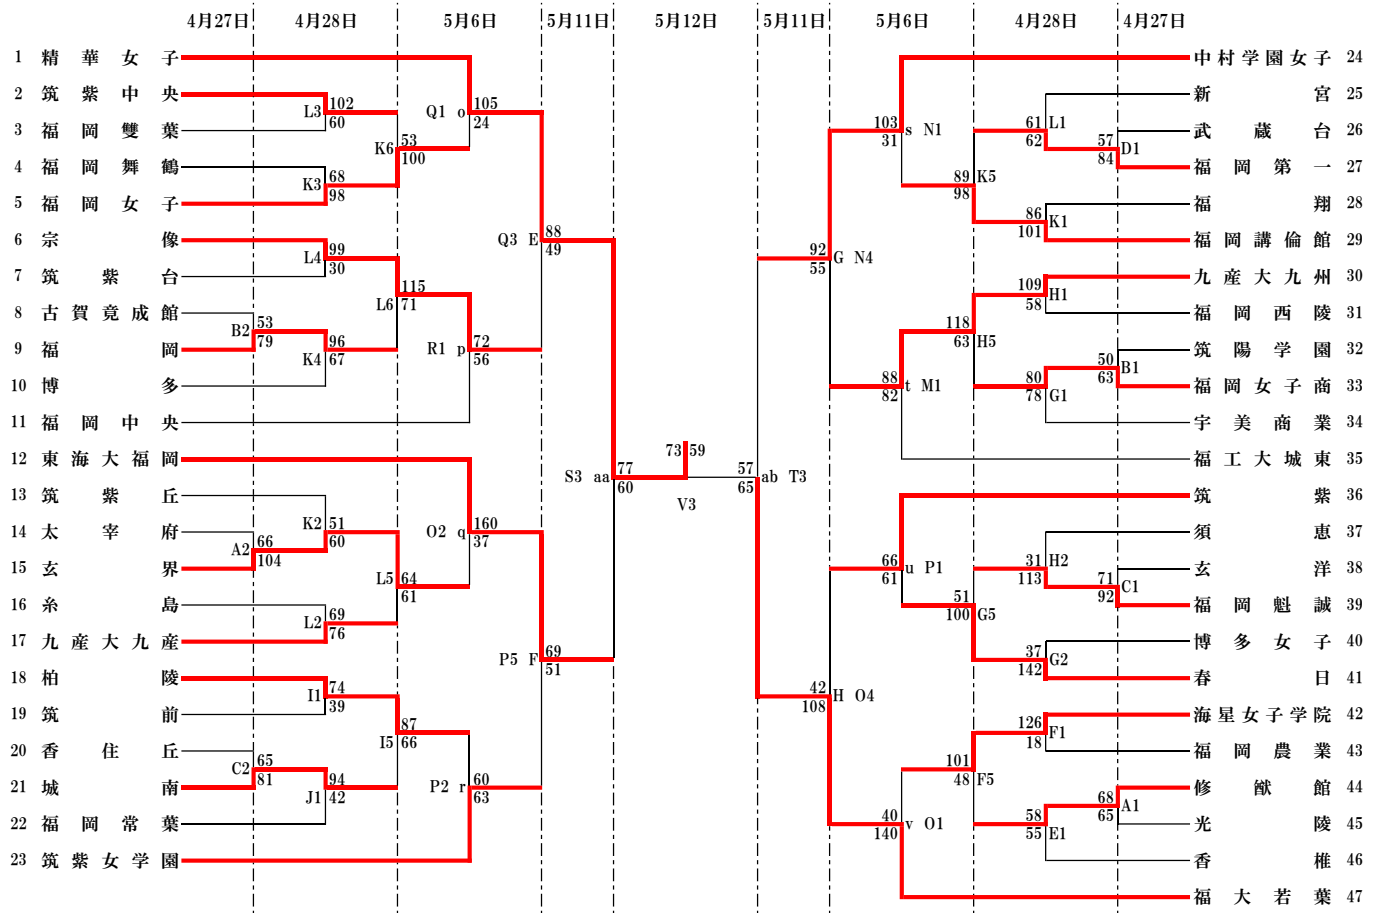 4月27日 4月28日 5月6日 5月11日 5月12日 5月11日 5月6日 4月28日 4月27日
1 精華女子 中村学園女子 24
2 筑紫中央 新宮 25
102 L3 60
105 Q1 o 24
103 s N1 31
61 L1 62
3 福岡雙葉 武蔵台 26
53 K6 100
57 D1 84
4 福岡舞鶴 福岡第一 27
68 K3 98
89 K5 98
5 福岡女子 福翔 28
86 K1 101
6 宗像 福岡講倫館 29
99 L4 30
88 Q3 E 49
92 G N4 55
7 筑紫台 九産大九州 30
115 L6 71
109 H1 58
8 古賀竟成館 福岡西陵 31
53 B2 79
118 H5 63
9 福岡 筑陽学園 32
96 K4 67
72 R1 p 56
50 B1 63
10 博多 福岡女子商 33
88 t M1 82
80 G1 78
11 福岡中央 宇美商業 34
12 東海大福岡 福工大城東 35
73 59
V3
77 S3 aa 60
57 ab T3 65
13 筑紫丘 筑紫 36
51 K2 60
14 太宰府 須恵 37
66 A2 104
160 O2 q 37
31 H2 113
15 玄界 玄洋 38
64 L5 61
66 u P1 61
71 C1 92
16 糸島 福岡魁誠 39
69 L2 76
51 G5 100
17 九産大九産 博多女子 40
69 P5 F 51
37 G2 142
18 柏陵 春日 41
74 I1 39
42 H O4 108
19 筑前 海星女子学院 42
87 I5 66
126 F1 18
20 香住丘 福岡農業 43
65 C2 81
101 F5 48
21 城南 修猷館 44
94 J1 42
60 P2 r 63
68 A1 65
22 福岡常葉 光陵 45
40 v O1 140
58 E1 55
23 筑紫女学園 香椎 46
福大若葉 47